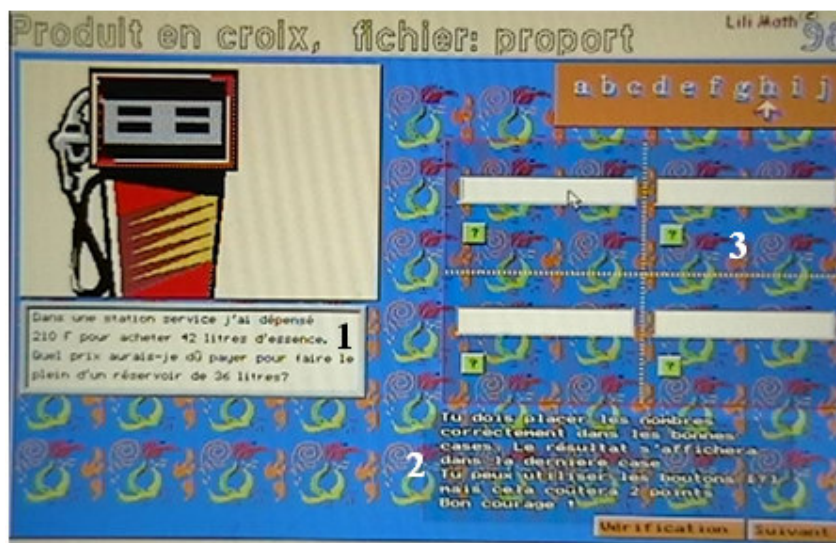 Produit en croix, fichier: proport
Lili Math 98
a b c d e f g h i j
?
?
3
?
?
Dans une station service j'ai dépensé
210 F pour acheter 42 litres d'essence. 1
Quel prix aurais-je dû payer pour faire le
plein d'un réservoir de 36 litres?
Tu dois placer les nombres
correctement dans les bonnes
cases. Le résultat s'affichera
2
dans la dernière case
Tu peux utiliser les boutons [?]
mais cela coûtera 2 points
Bon courage !
Vérification
Suivant